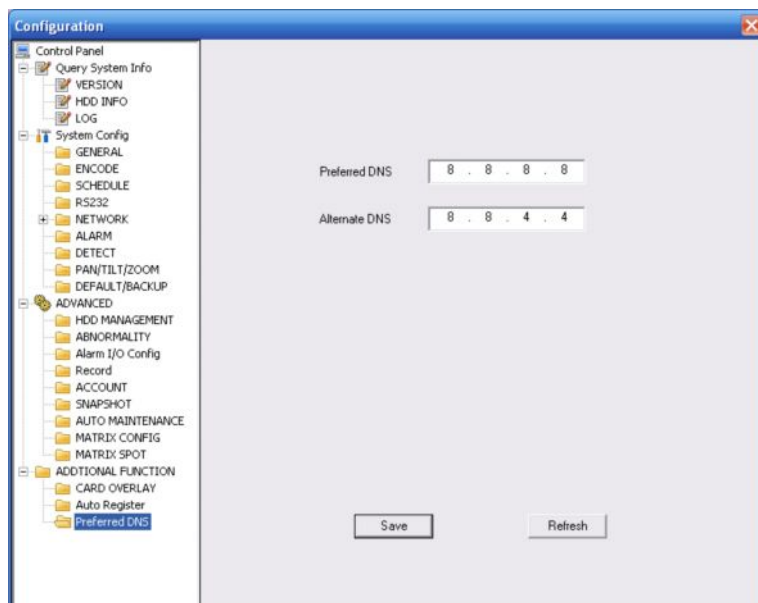 Configuration
Control Panel
Query System Info
VERSION
HDD INFO
LOG
System Config
GENERAL
ENCODE
SCHEDULE
RS232
NETWORK
ALARM
DETECT
PAN/TILT/ZOOM
DEFAULT/BACKUP
ADVANCED
HDD MANAGEMENT
ABNORMALITY
Alarm I/O Config
Record
ACCOUNT
SNAPSHOT
AUTO MAINTENANCE
MATRIX CONFIG
MATRIX SPOT
ADDTIONAL FUNCTION
CARD OVERLAY
Auto Register
Preferred DNS
Preferred DNS 8 . 8 . 8 . 8
Alternate DNS 8 . 8 . 4 . 4
Save Refresh